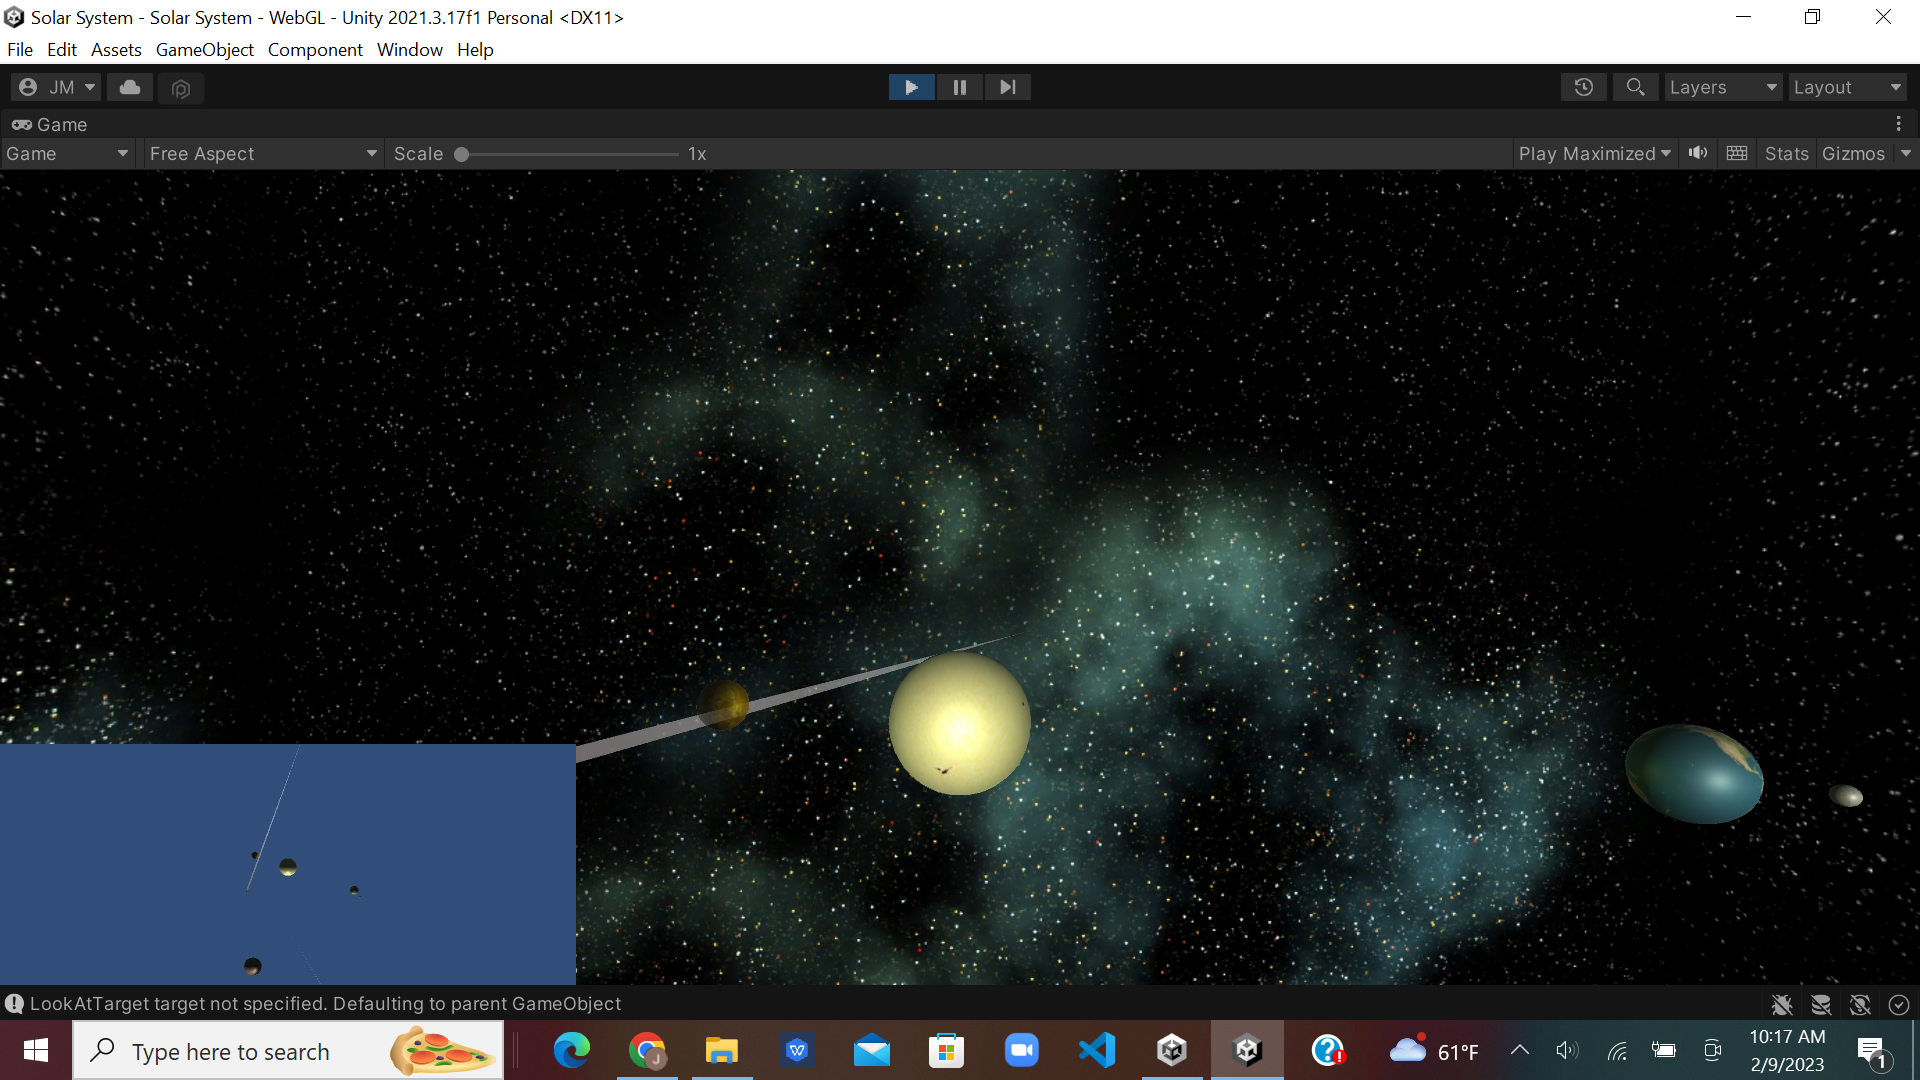 Solar System - Solar System - WebGL - Unity 2021.3.17f1 Personal <DX11>
File Edit Assets GameObject Component Window Help
JM Layers Layout
Game
Game Free Aspect Scale 1x Play Maximized Stats Gizmos
LookAtTarget target not specified. Defaulting to parent GameObject
Type here to search J W 61°F 10:17 AM
2/9/2023 1